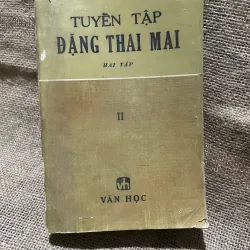 TUYỂN TẬP
ĐẶNG THAI MAI
HAI TẬP
II
vh
VĂN HỌC